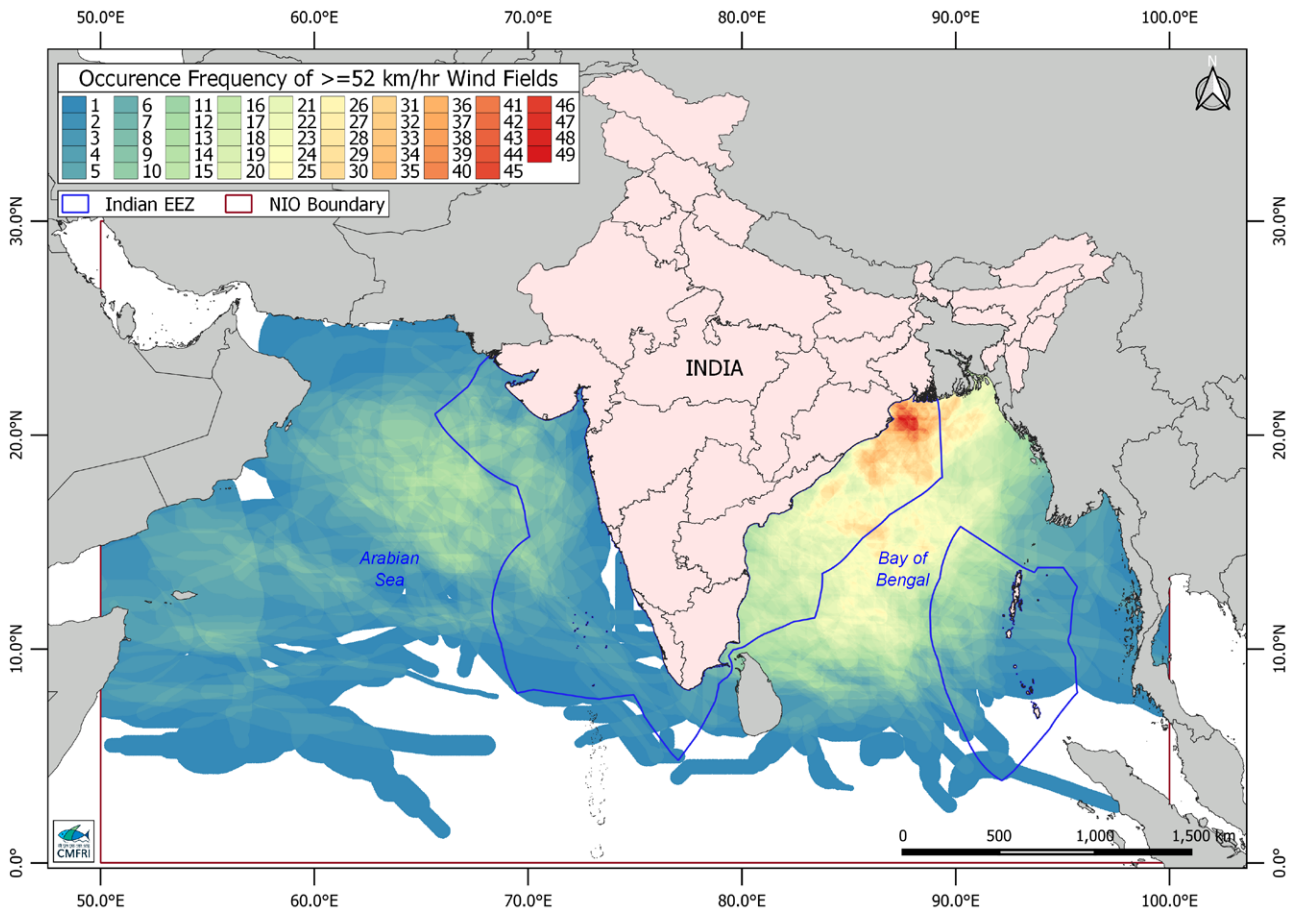 50.0°E 60.0°E 70.0°E 80.0°E 90.0°E 100.0°E
N
Occurence Frequency of >=52 km/hr Wind Fields
1 6 11 16 21 26 31 36 41 46
2 7 12 17 22 27 32 37 42 47
3 8 13 18 23 28 33 38 43 48
4 9 14 19 24 29 34 39 44 49
5 10 15 20 25 30 35 40 45
Indian EEZ NIO Boundary
30.0°N 30.0°N
INDIA
20.0°N 20.0°N
Arabian
Sea
Bay of
Bengal
10.0°N 10.0°N
CMFRI
0 500 1,000 1,500 km
0.0° 0.0°
50.0°E 60.0°E 70.0°E 80.0°E 90.0°E 100.0°E